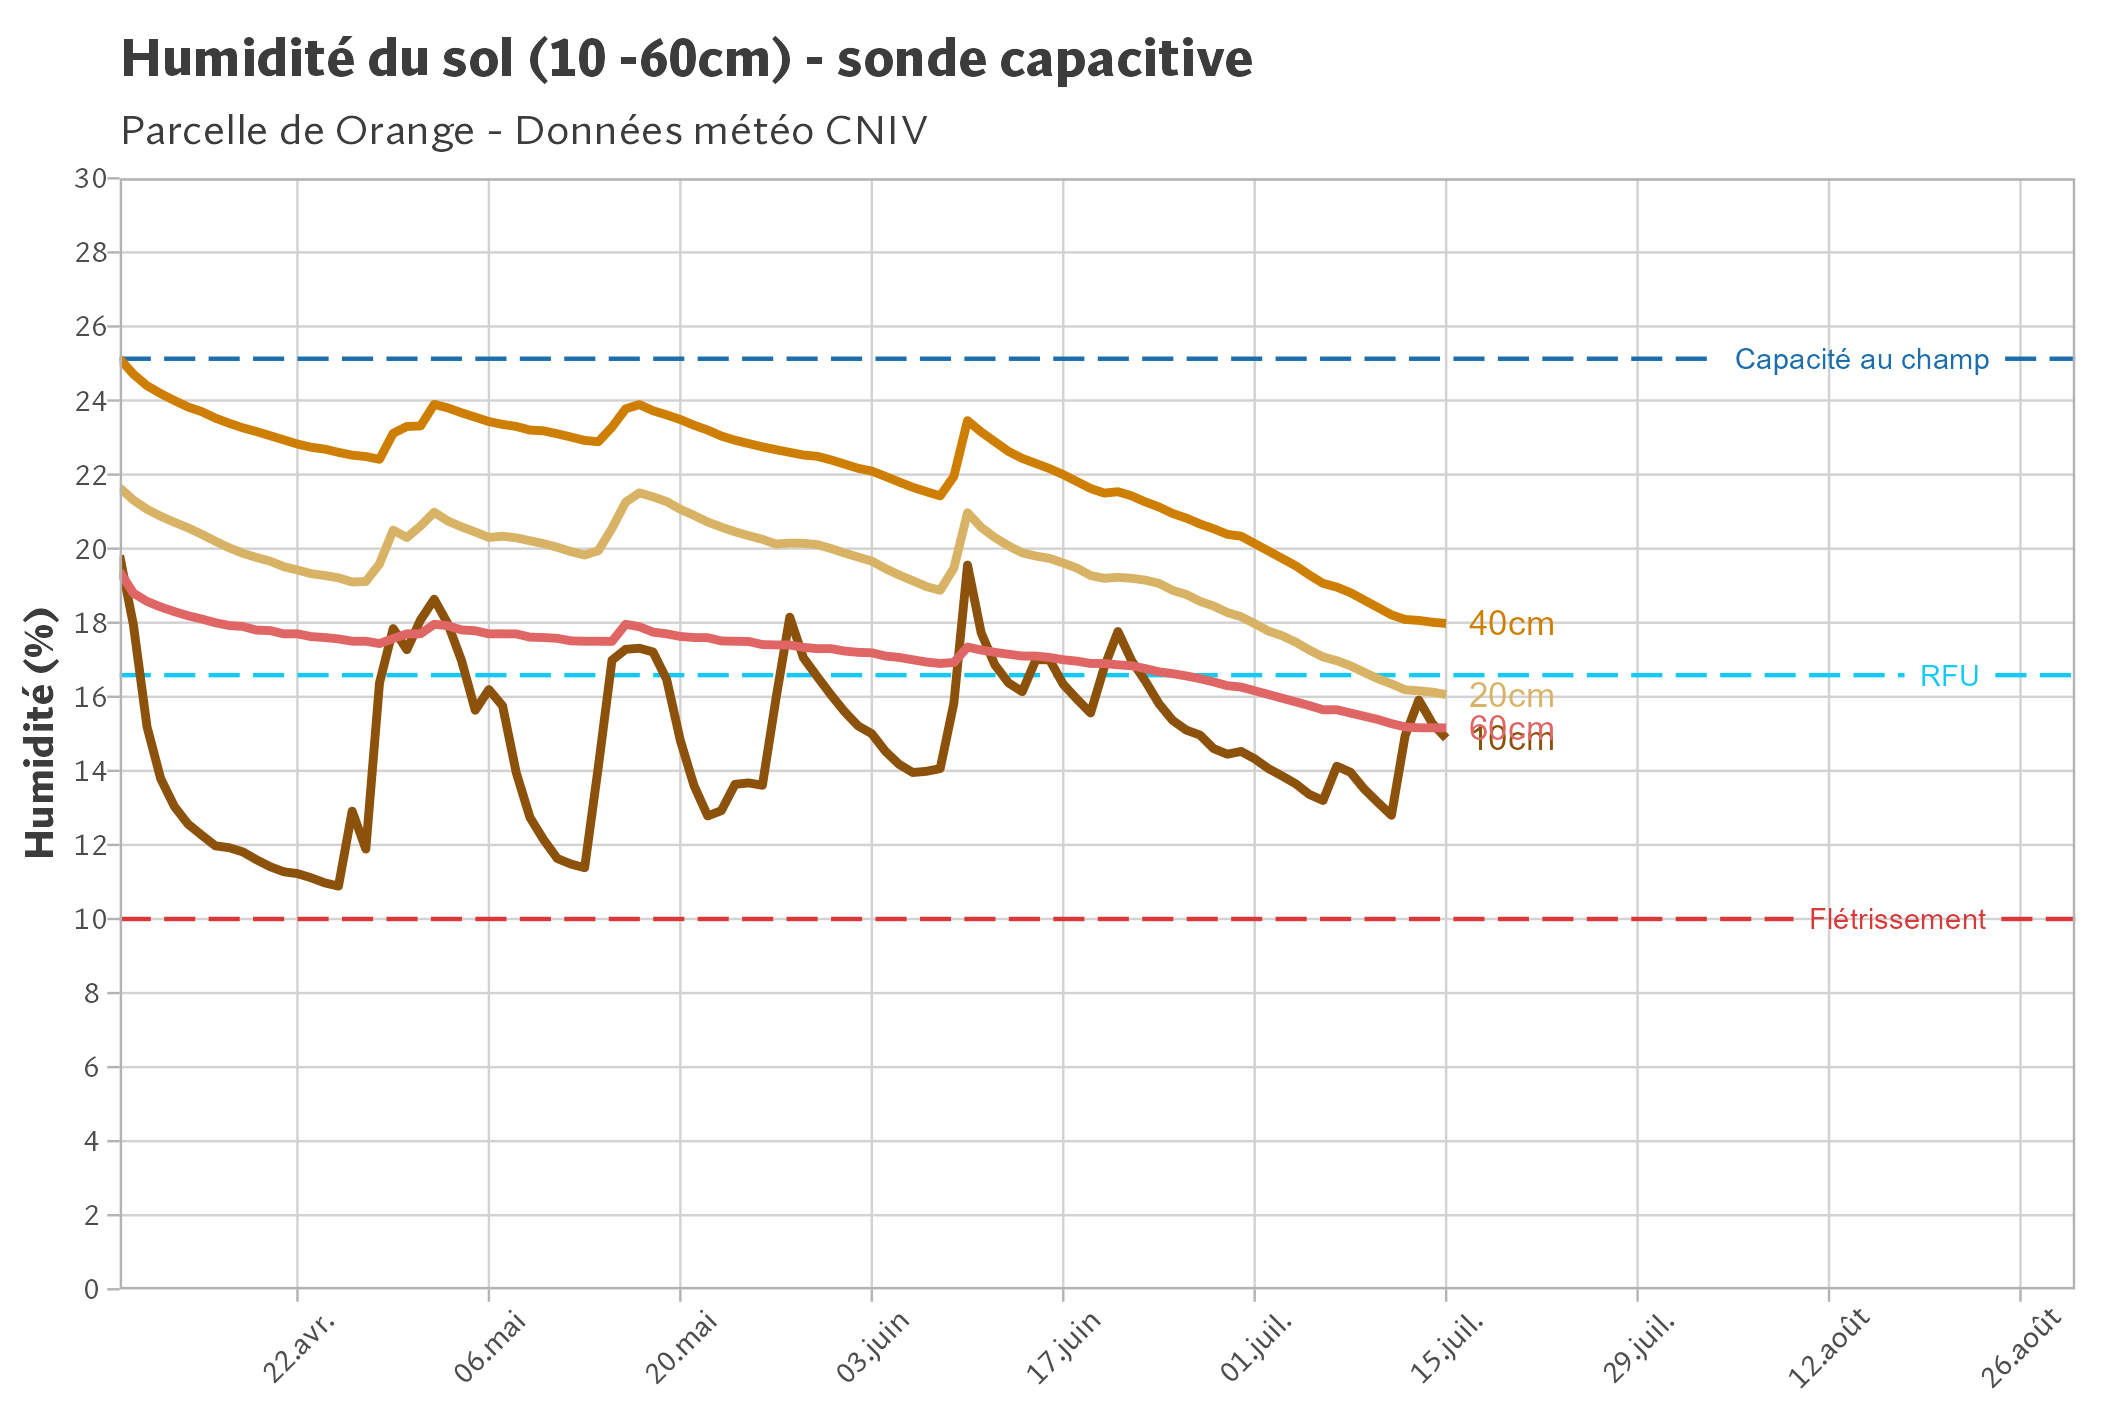 Humidité du sol (10 -60cm) - sonde capacitive
Parcelle de Orange - Données météo CNIV
Humidité (%)
30
28
26
24
22
20
18
16
14
12
10
8
6
4
2
0
Capacité au champ
40cm
RFU
20cm
60cm
10cm
Flétrissement
22.avr.
06.mai
20.mai
03.juin
17.juin
01.juil.
15.juil.
29.juil.
12.août
26.août